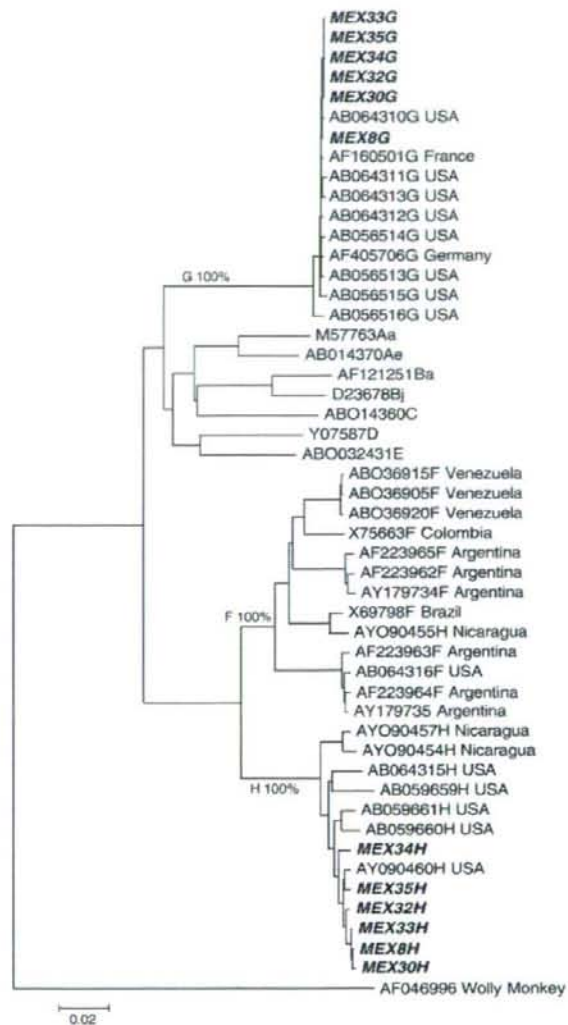 MEX33G
MEX35G
MEX34G
MEX32G
MEX30G
AB064310G USA
MEX8G
AF160501G France
AB064311G USA
AB064313G USA
AB064312G USA
AB056514G USA
AF405706G Germany
AB056513G USA
AB056515G USA
AB056516G USA
G 100%
M57763Aa
AB014370Ae
AF121251Ba
D23678Bj
ABO14360C
Y07587D
ABO032431E
ABO36915F Venezuela
ABO36905F Venezuela
ABO36920F Venezuela
X75663F Colombia
AF223965F Argentina
AF223962F Argentina
AY179734F Argentina
F 100%
X69798F Brazil
AYO90455H Nicaragua
AF223963F Argentina
AB064316F USA
AF223964F Argentina
AY179735 Argentina
AYO90457H Nicaragua
AYO90454H Nicaragua
H 100%
AB064315H USA
AB059659H USA
AB059661H USA
AB059660H USA
MEX34H
AY090460H USA
MEX35H
MEX32H
MEX33H
MEX8H
MEX30H
AF046996 Wolly Monkey
0.02